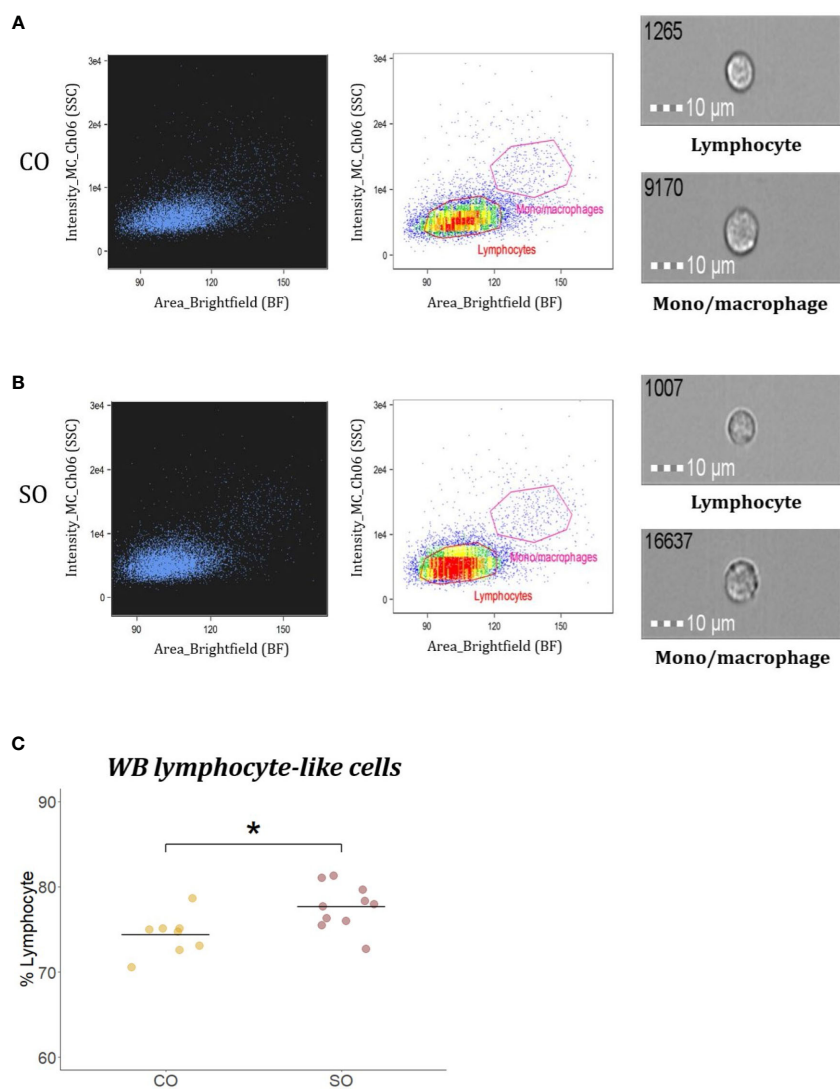 A
CO
Intensity_MC_Ch06 (SSC)
3e4
2e4
1e4
0
90
120
150
Area_Brightfield (BF)
Intensity_MC_Ch06 (SSC)
3e4
2e4
1e4
0
Mono/macrophages
Lymphocytes
90
120
150
Area_Brightfield (BF)
1265
10 µm
Lymphocyte
9170
10 µm
Mono/macrophage
B
SO
Intensity_MC_Ch06 (SSC)
3e4
2e4
1e4
0
90
120
150
Area_Brightfield (BF)
Intensity_MC_Ch06 (SSC)
3e4
2e4
1e4
0
Mono/macrophages
Lymphocytes
90
120
150
Area_Brightfield (BF)
1007
10 µm
Lymphocyte
16637
10 µm
Mono/macrophage
C
WB lymphocyte-like cells
% Lymphocyte
90
80
70
60
*
CO
SO